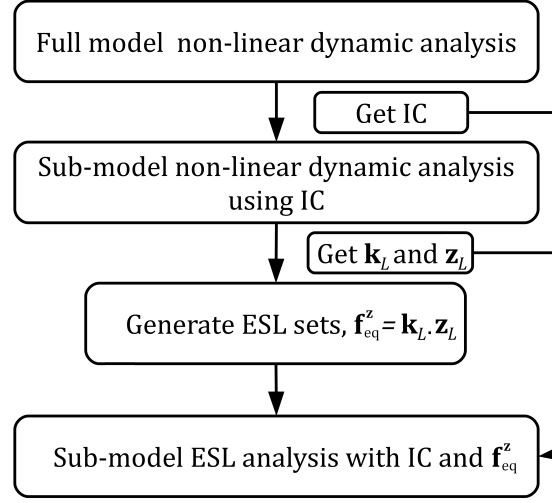 Full model non-linear dynamic analysis
Get IC
Sub-model non-linear dynamic analysis
using IC
Get k_L and z_L
Generate ESL sets, f_eq^z = k_L.z_L
Sub-model ESL analysis with IC and f_eq^z